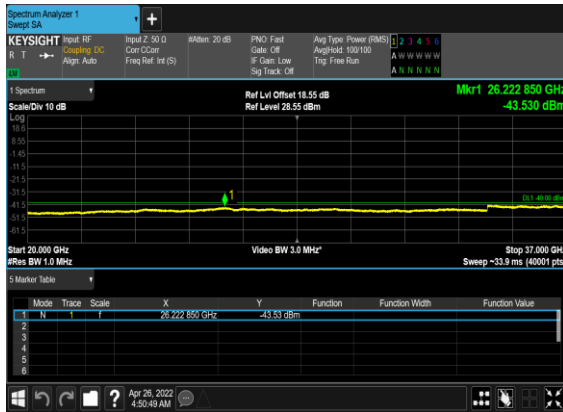 Spectrum Analyzer 1
Swept SA
+
KEYSIGHT Input: RF Input Z: 50 Ω #Atten: 20 dB PNO: Fast Avg Type: Power (RMS) 1 2 3 4 5 6
R T Coupling: DC Corr CCorr Gate: Off Avg|Hold: 100/100 A W W W W W
Align: Auto Freq Ref: Int (S) IF Gain: Low Trig: Free Run
Sig Track: Off A N N N N N
1 Spectrum Ref Lvl Offset 18.55 dB Mkr1 26.222 850 GHz
Scale/Div 10 dB Ref Level 28.55 dBm -43.530 dBm
Log
18.6
8.55
-1.45
-11.5
-21.5
-31.5
1
DL1 -40.00 dBm
-41.5
-51.5
-61.5
Start 20.000 GHz Video BW 3.0 MHz* Stop 37.000 GHz
#Res BW 1.0 MHz Sweep ~33.9 ms (40001 pts)
5 Marker Table
Mode Trace Scale X Y Function Function Width Function Value
1 N 1 f 26.222 850 GHz -43.53 dBm
2
3
4
5
6
? Apr 26, 2022
4:50:49 AM